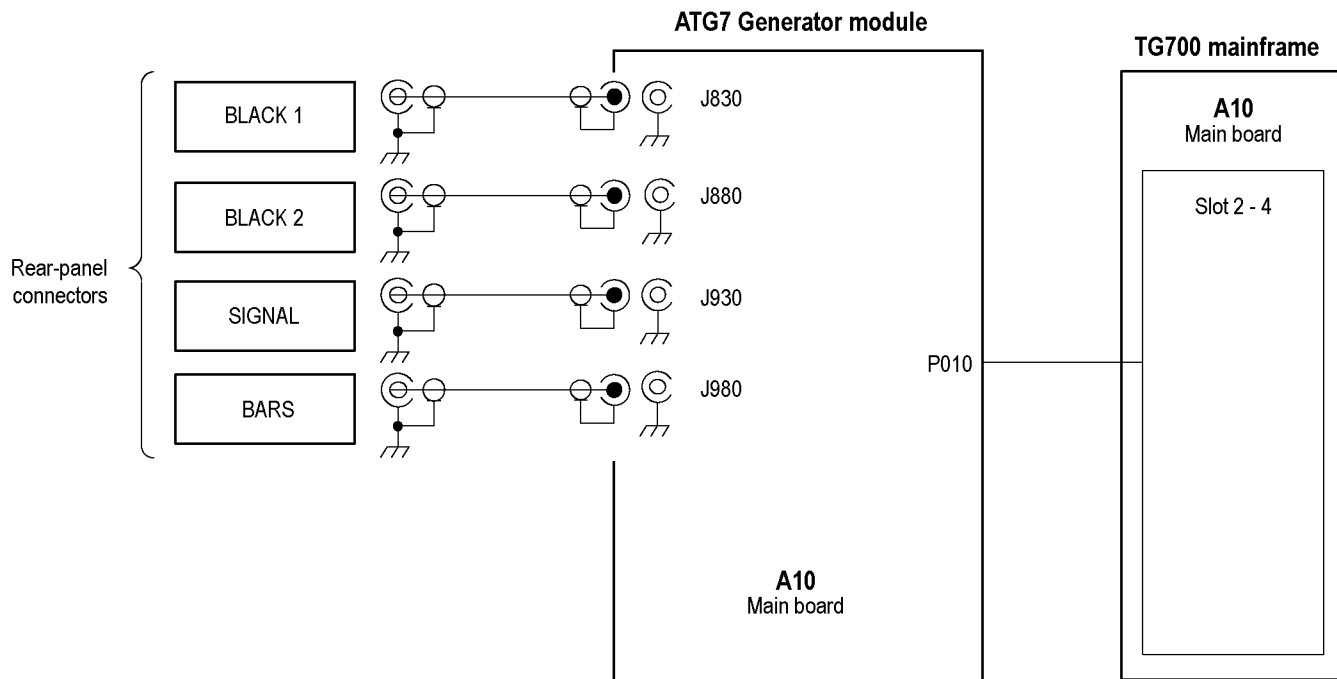 ATG7 Generator module
TG700 mainframe
Rear-panel
connectors
BLACK 1
BLACK 2
SIGNAL
BARS
J830
J880
J930
J980
P010
A10
Main board
A10
Main board
Slot 2 - 4